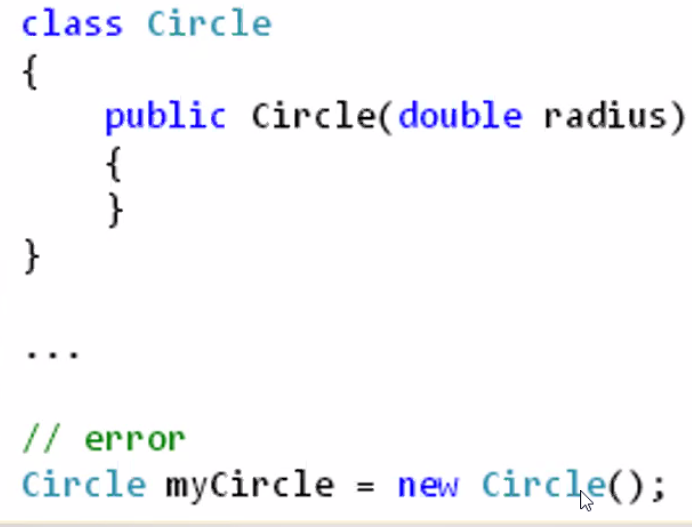 class Circle
{
    public Circle(double radius)
    {
    }
}
...
// error
Circle myCircle = new Circle();